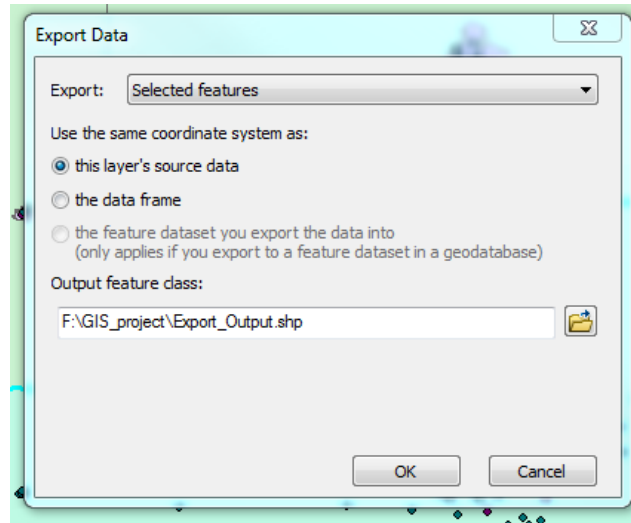 Export Data
Export: Selected features
Use the same coordinate system as:
this layer's source data
the data frame
the feature dataset you export the data into
(only applies if you export to a feature dataset in a geodatabase)
Output feature class:
F:\GIS_project\Export_Output.shp
OK Cancel